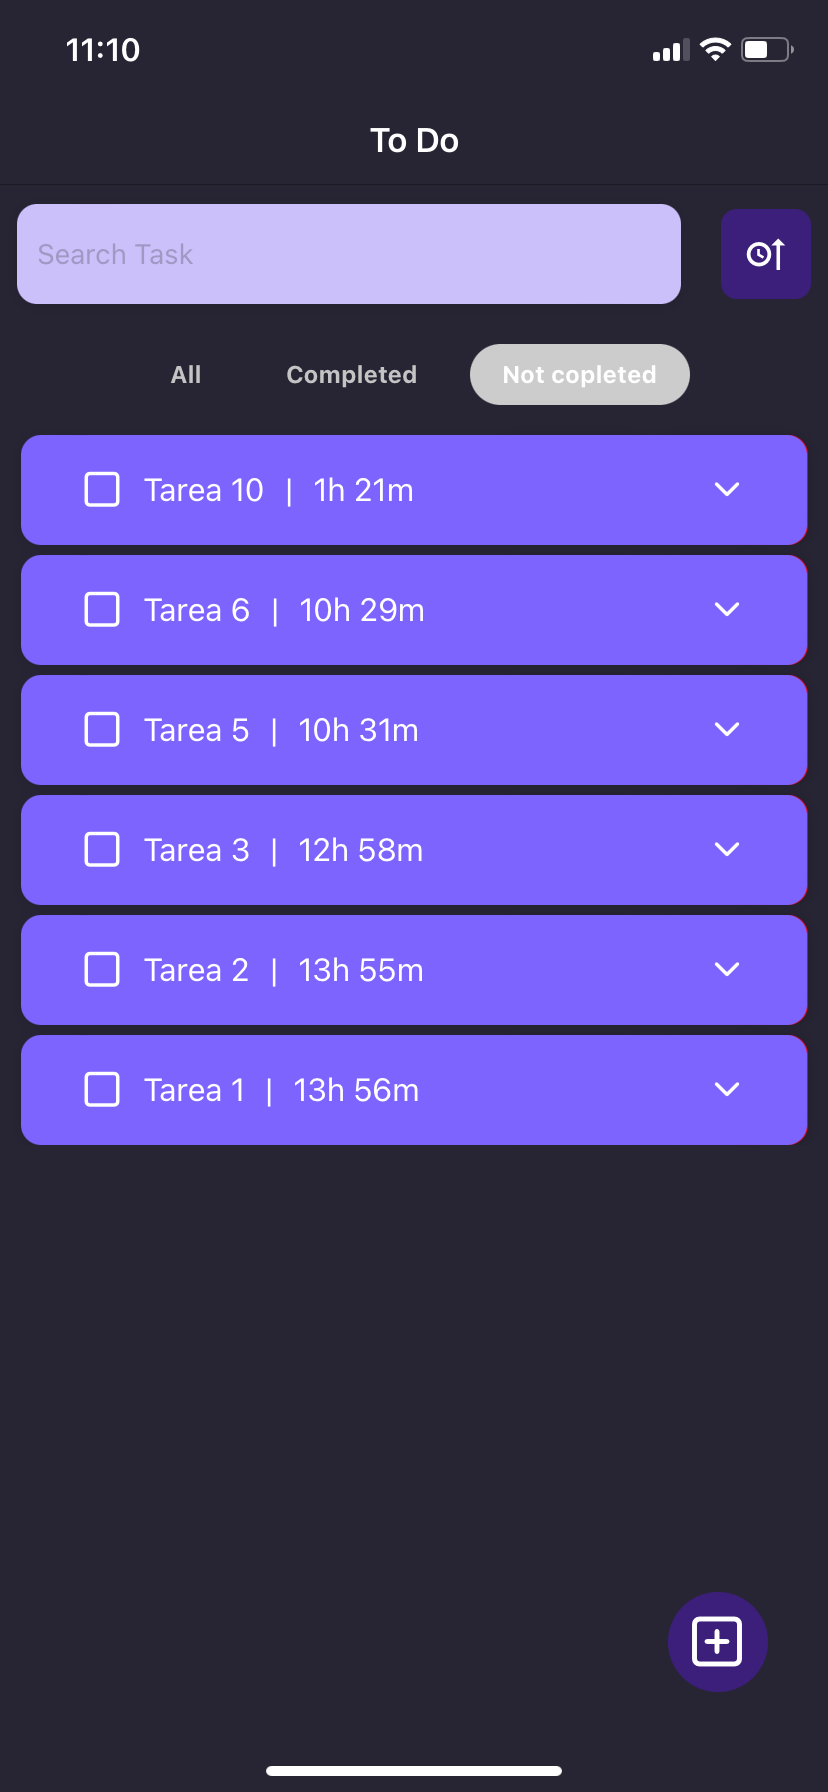 11:10
To Do
Search Task
All Completed Not copleted
Tarea 10 | 1h 21m
Tarea 6 | 10h 29m
Tarea 5 | 10h 31m
Tarea 3 | 12h 58m
Tarea 2 | 13h 55m
Tarea 1 | 13h 56m